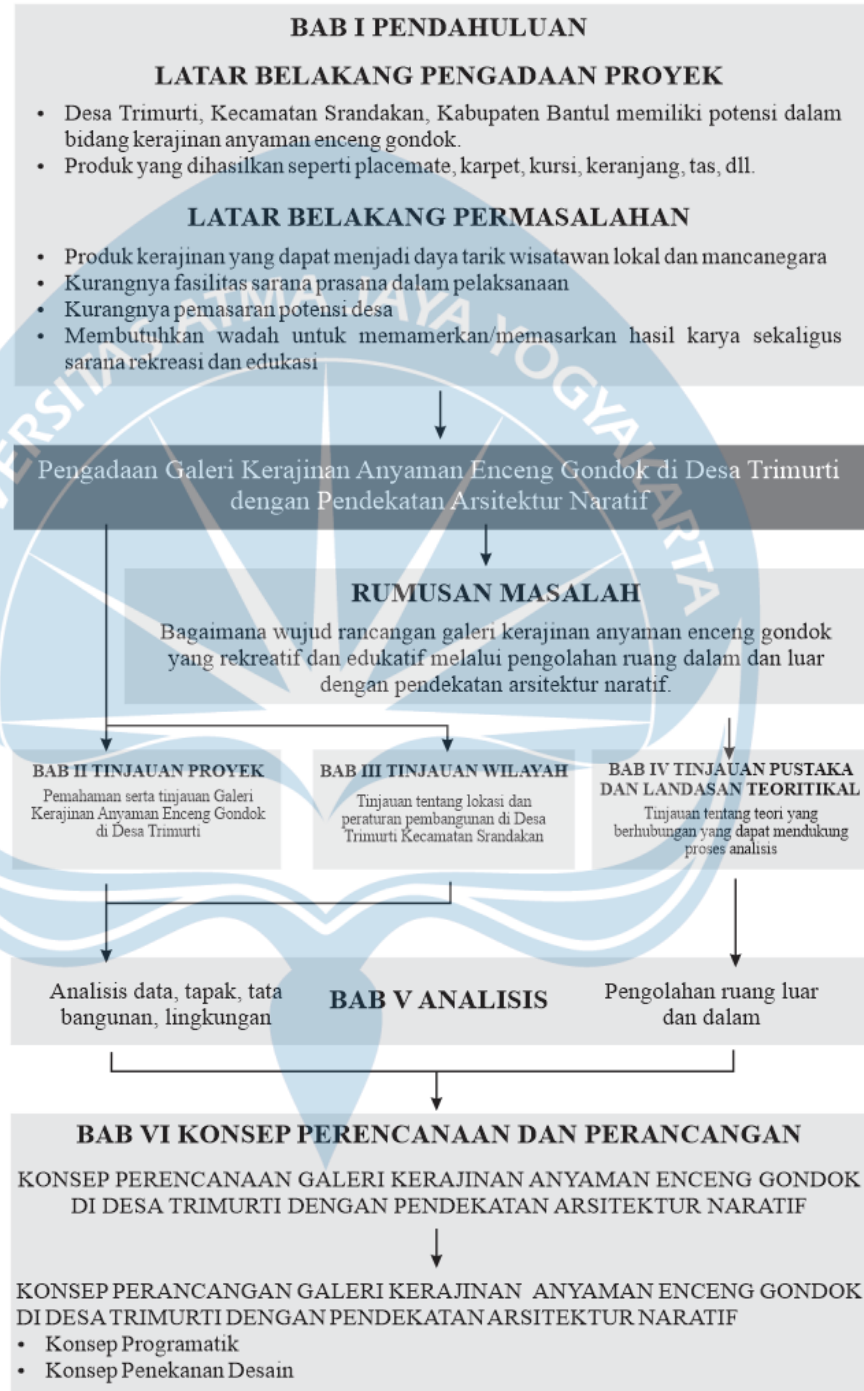 BAB I PENDAHULUAN
LATAR BELAKANG PENGADAAN PROYEK
• Desa Trimurti, Kecamatan Srandakan, Kabupaten Bantul memiliki potensi dalam
bidang kerajinan anyaman enceng gondok.
• Produk yang dihasilkan seperti placemate, karpet, kursi, keranjang, tas, dll.
LATAR BELAKANG PERMASALAHAN
• Produk kerajinan yang dapat menjadi daya tarik wisatawan lokal dan mancanegara
• Kurangnya fasilitas sarana prasana dalam pelaksanaan
• Kurangnya pemasaran potensi desa
• Membutuhkan wadah untuk memamerkan/memasarkan hasil karya sekaligus
sarana rekreasi dan edukasi
Pengadaan Galeri Kerajinan Anyaman Enceng Gondok di Desa Trimurti
dengan Pendekatan Arsitektur Naratif
RUMUSAN MASALAH
Bagaimana wujud rancangan galeri kerajinan anyaman enceng gondok
yang rekreatif dan edukatif melalui pengolahan ruang dalam dan luar
dengan pendekatan arsitektur naratif.
BAB II TINJAUAN PROYEK
Pemahaman serta tinjauan Galeri
Kerajinan Anyaman Enceng Gondok
di Desa Trimurti
BAB III TINJAUAN WILAYAH
Tinjauan tentang lokasi dan
peraturan pembangunan di Desa
Trimurti Kecamatan Srandakan
BAB IV TINJAUAN PUSTAKA
DAN LANDASAN TEORITIKAL
Tinjauan tentang teori yang
berhubungan yang dapat mendukung
proses analisis
Analisis data, tapak, tata
bangunan, lingkungan
BAB V ANALISIS
Pengolahan ruang luar
dan dalam
BAB VI KONSEP PERENCANAAN DAN PERANCANGAN
KONSEP PERENCANAAN GALERI KERAJINAN ANYAMAN ENCENG GONDOK
DI DESA TRIMURTI DENGAN PENDEKATAN ARSITEKTUR NARATIF
KONSEP PERANCANGAN GALERI KERAJINAN ANYAMAN ENCENG GONDOK
DI DESA TRIMURTI DENGAN PENDEKATAN ARSITEKTUR NARATIF
• Konsep Programatik
• Konsep Penekanan Desain
VERSITAS ATMA JAYA YOGYAKARTA